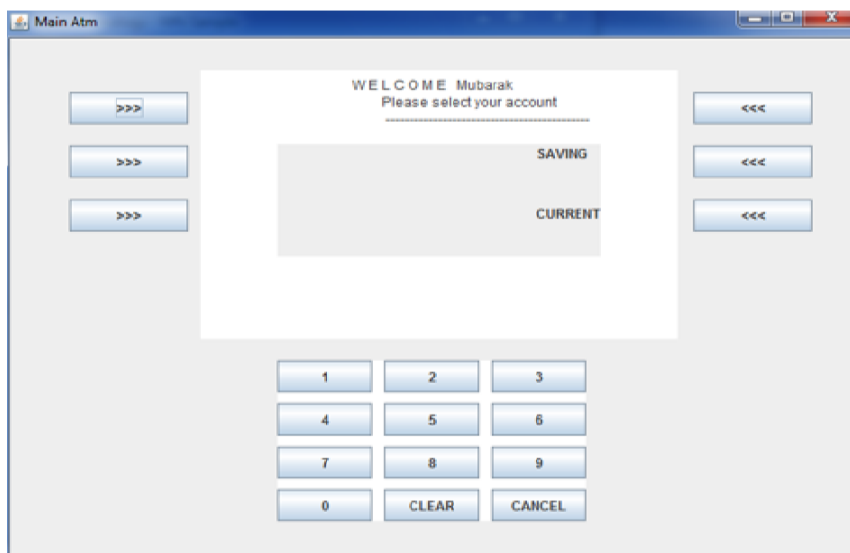 Main Atm
W E L C O M E Mubarak
Please select your account
------------------------------------------------
>>> <<<
>>> SAVING <<<
>>> CURRENT <<<
1 2 3
4 5 6
7 8 9
0 CLEAR CANCEL